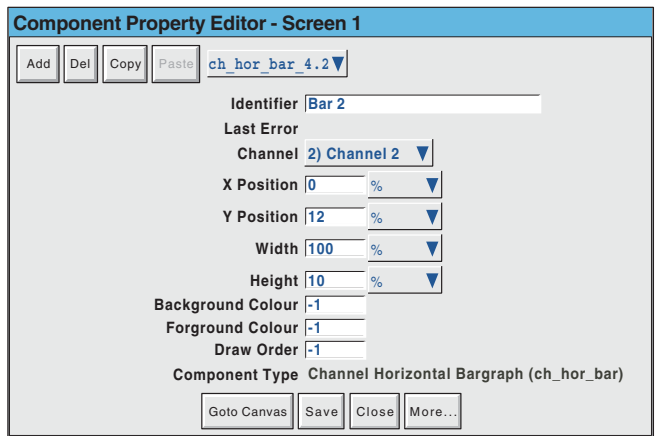 Component Property Editor - Screen 1
Add Del Copy Paste ch_hor_bar_4.2
Identifier Bar 2
Last Error
Channel 2) Channel 2
X Position 0 %
Y Position 12 %
Width 100 %
Height 10 %
Background Colour -1
Forground Colour -1
Draw Order -1
Component Type Channel Horizontal Bargraph (ch_hor_bar)
Goto Canvas Save Close More...